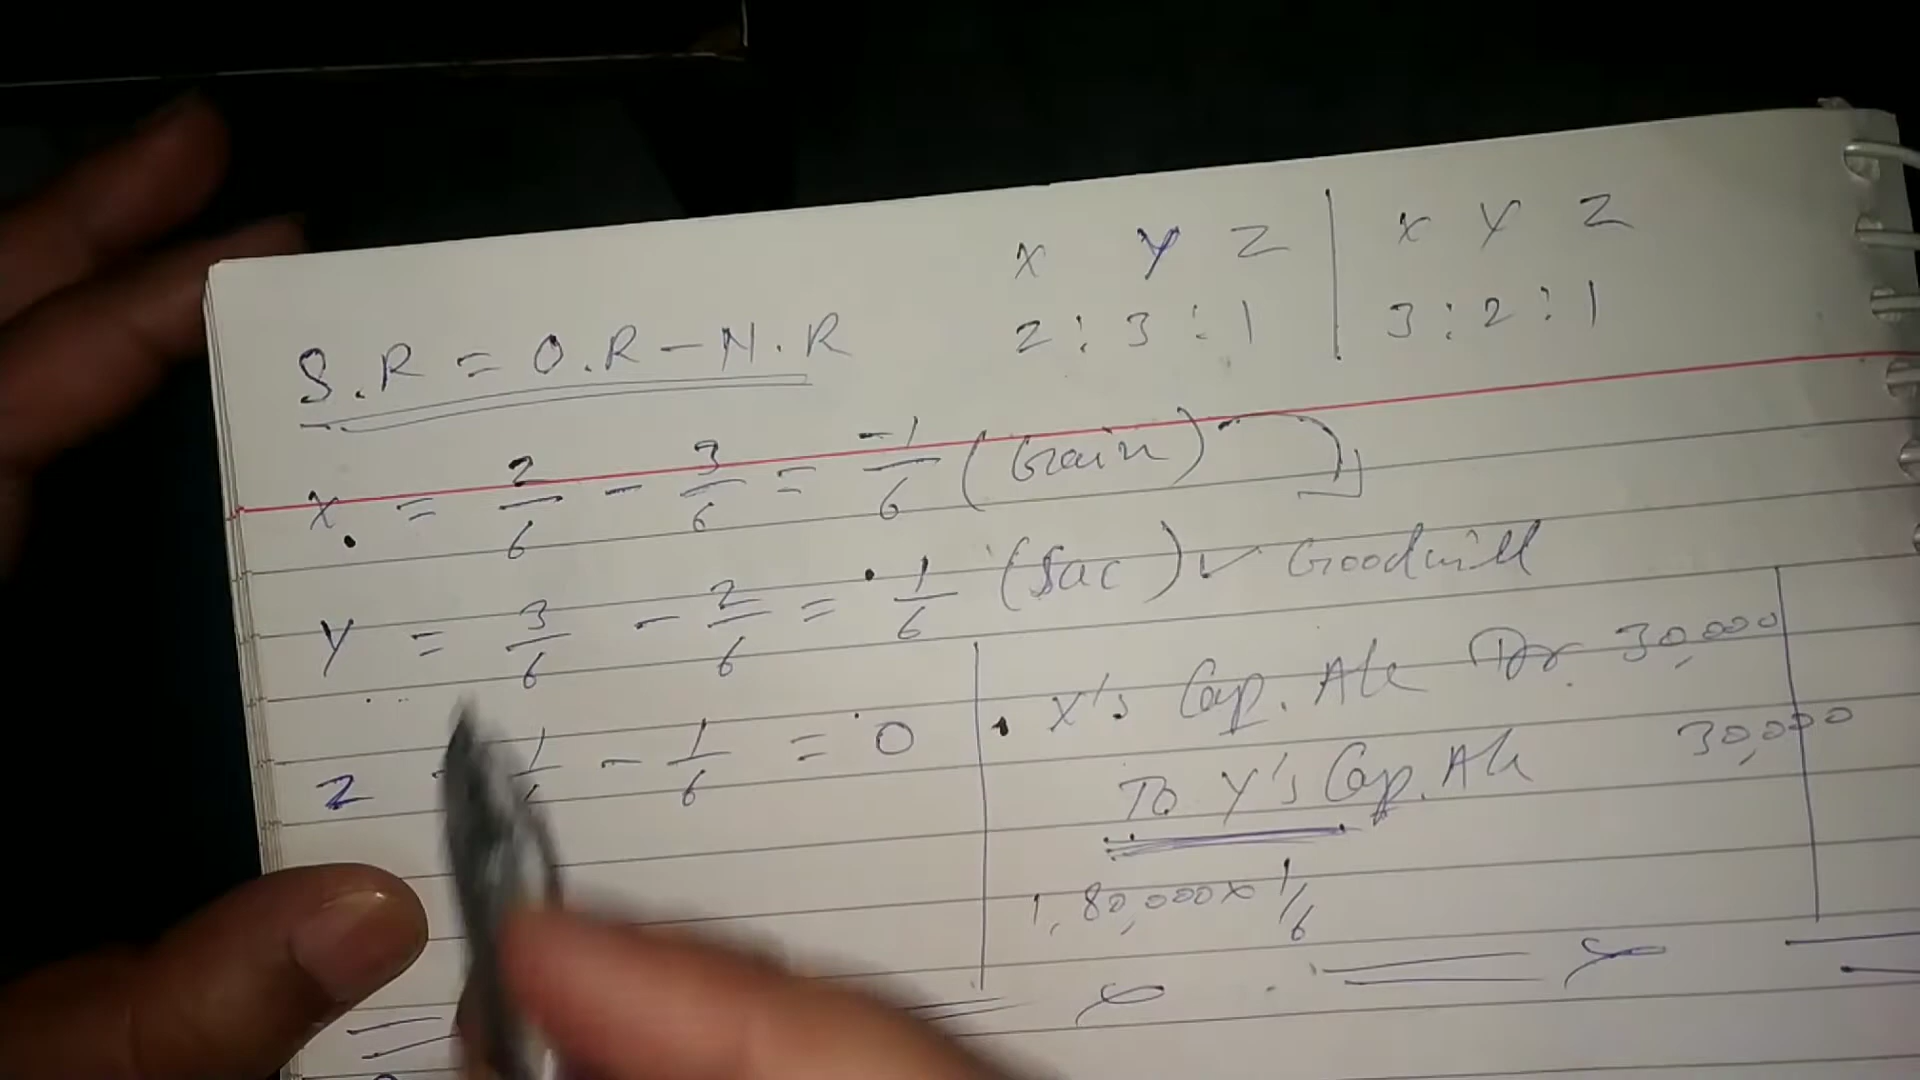 X Y Z | X Y Z
2 : 3 : 1 | 3 : 2 : 1
S.R = O.R - N.R
X = 2/6 - 3/6 = -1/6 (Gain)
Y = 3/6 - 2/6 = 1/6 (Sac) ✓ Goodwill
Z 1 - 1/6 = 0
X's Cap. A/c Dr 30,000
To Y's Cap. A/c 30,000
1,80,000 x 1/6